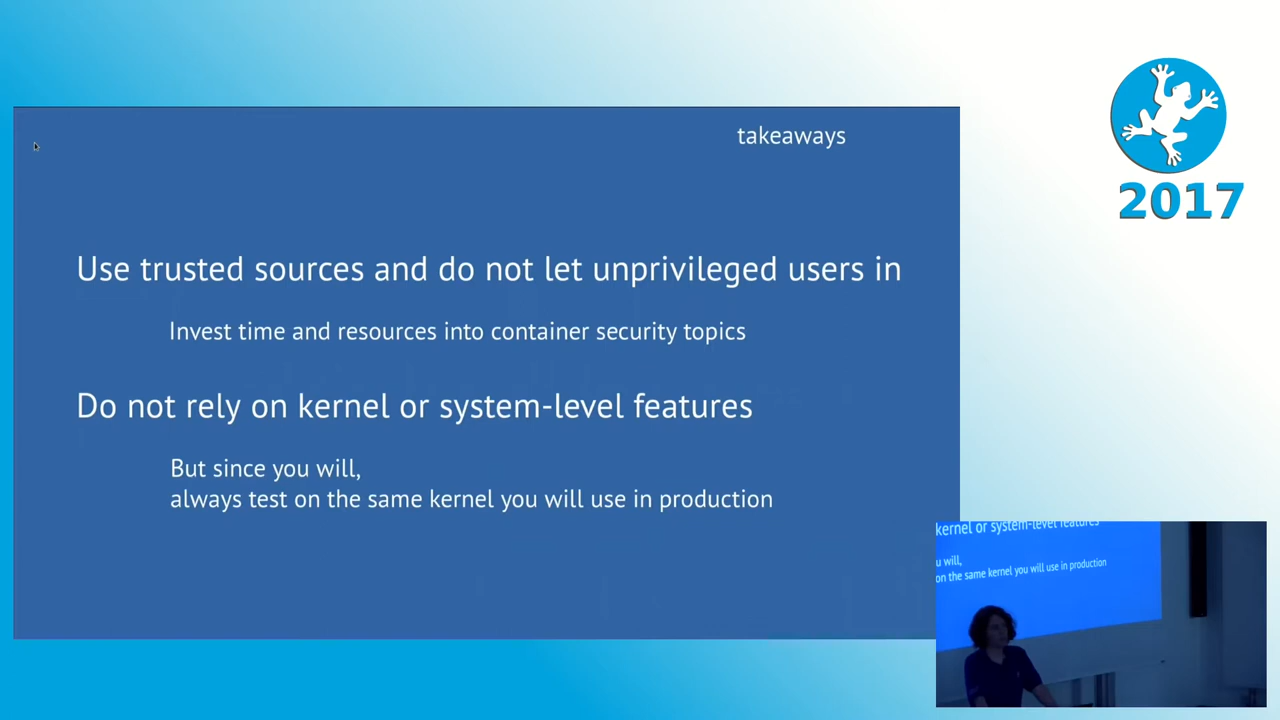 takeaways
2017
Use trusted sources and do not let unprivileged users in
Invest time and resources into container security topics
Do not rely on kernel or system-level features
But since you will,
always test on the same kernel you will use in production
kernel or system-level features
u will,
on the same kernel you will use in production